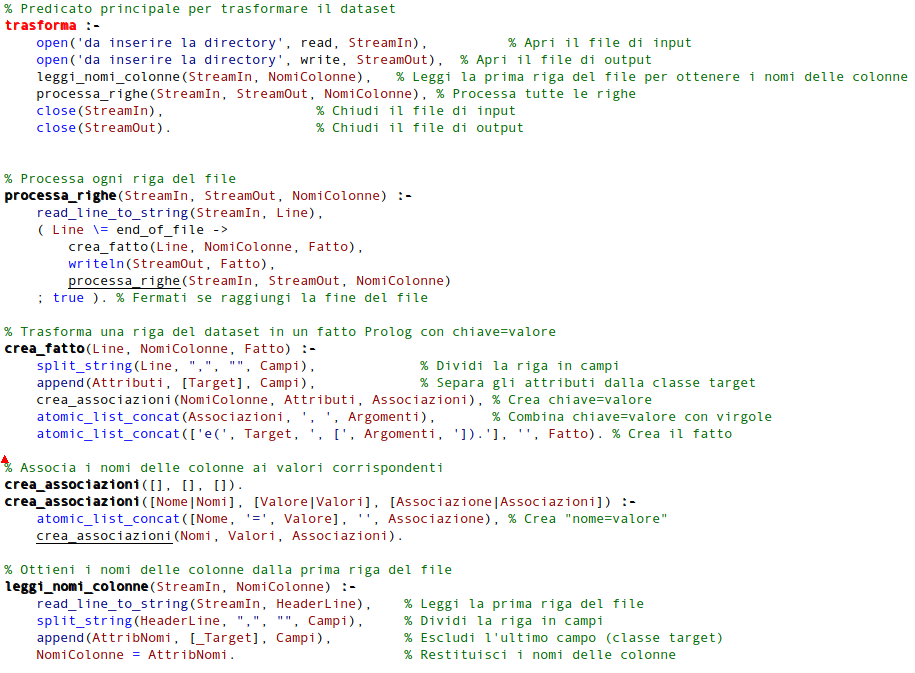 % Predicato principale per trasformare il dataset
trasforma :-
    open('da inserire la directory', read, StreamIn),          % Apri il file di input
    open('da inserire la directory', write, StreamOut),  % Apri il file di output
    leggi_nomi_colonne(StreamIn, NomiColonne),   % Leggi la prima riga del file per ottenere i nomi delle colonne
    processa_righe(StreamIn, StreamOut, NomiColonne), % Processa tutte le righe
    close(StreamIn),                   % Chiudi il file di input
    close(StreamOut).                  % Chiudi il file di output
% Processa ogni riga del file
processa_righe(StreamIn, StreamOut, NomiColonne) :-
    read_line_to_string(StreamIn, Line),
    ( Line \= end_of_file ->
        crea_fatto(Line, NomiColonne, Fatto),
        writeln(StreamOut, Fatto),
        processa_righe(StreamIn, StreamOut, NomiColonne)
    ; true ). % Fermati se raggiungi la fine del file
% Trasforma una riga del dataset in un fatto Prolog con chiave=valore
crea_fatto(Line, NomiColonne, Fatto) :-
    split_string(Line, ",", "", Campi),             % Dividi la riga in campi
    append(Attributi, [Target], Campi),             % Separa gli attributi dalla classe target
    crea_associazioni(NomiColonne, Attributi, Associazioni), % Crea chiave=valore
    atomic_list_concat(Associazioni, ', ', Argomenti),       % Combina chiave=valore con virgole
    atomic_list_concat(['e(', Target, ', [', Argomenti, ']).'], '', Fatto). % Crea il fatto
% Associa i nomi delle colonne ai valori corrispondenti
crea_associazioni([], [], []).
crea_associazioni([Nome|Nomi], [Valore|Valori], [Associazione|Associazioni]) :-
    atomic_list_concat([Nome, '=', Valore], '', Associazione), % Crea "nome=valore"
    crea_associazioni(Nomi, Valori, Associazioni).
% Ottieni i nomi delle colonne dalla prima riga del file
leggi_nomi_colonne(StreamIn, NomiColonne) :-
    read_line_to_string(StreamIn, HeaderLine),    % Leggi la prima riga del file
    split_string(HeaderLine, ",", "", Campi),     % Dividi la riga in campi
    append(AttribNomi, [_Target], Campi),         % Escludi l'ultimo campo (classe target)
    NomiColonne = AttribNomi.                     % Restituisci i nomi delle colonne